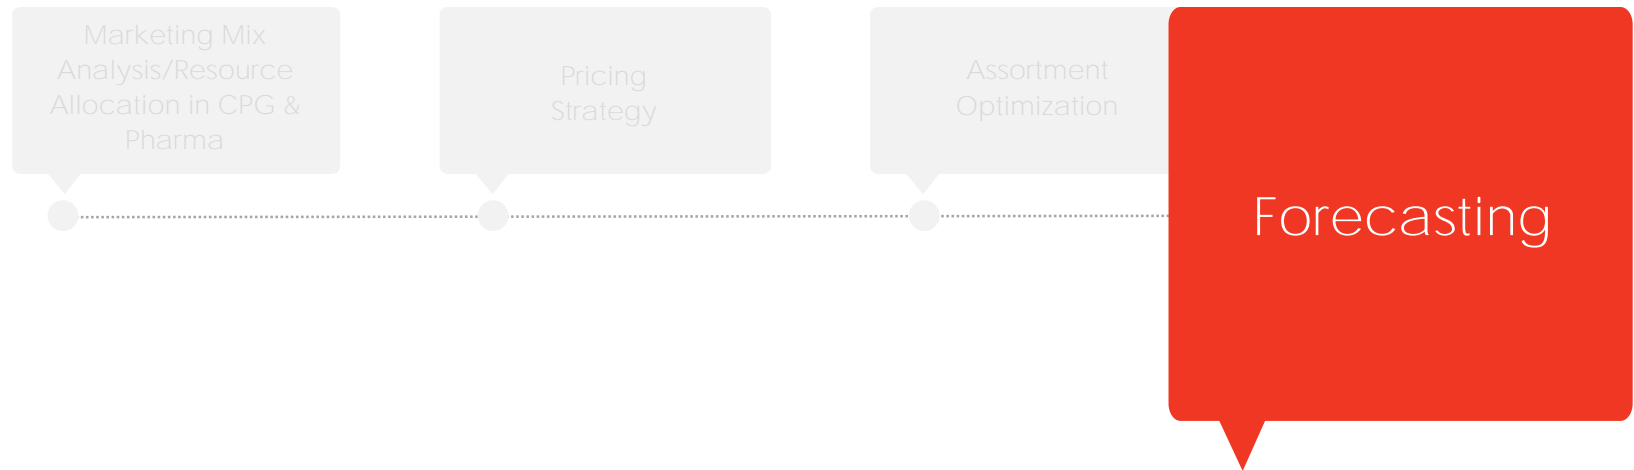 Marketing Mix
Analysis/Resource
Allocation in CPG &
Pharma
Pricing
Strategy
Assortment
Optimization
Forecasting